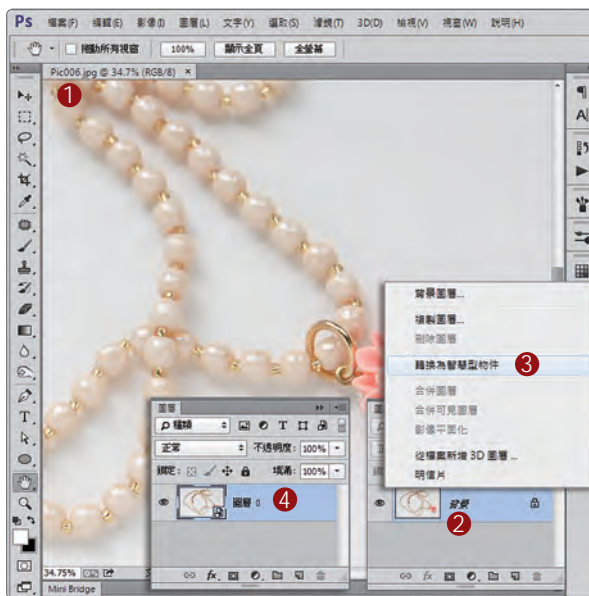 Ps 檔案(F) 編輯(E) 影像(I) 圖層(L) 文字(Y) 選取(S) 濾鏡(T) 3D(D) 檢視(V) 視窗(W) 說明(H)
捲動所有視窗 100% 顯示全頁 全螢幕
Pic006.jpg @ 34.7% (RGB/8) ×
1
背景圖層...
複製圖層...
刪除圖層
轉換為智慧型物件 3
合併圖層
合併可見圖層
影像平面化
從檔案新增 3D 圖層...
明信片
圖層
種類
正常 不透明度: 100%
鎖定: 填滿: 100%
圖層 0 4
背景
2
34.75%
Mini Bridge